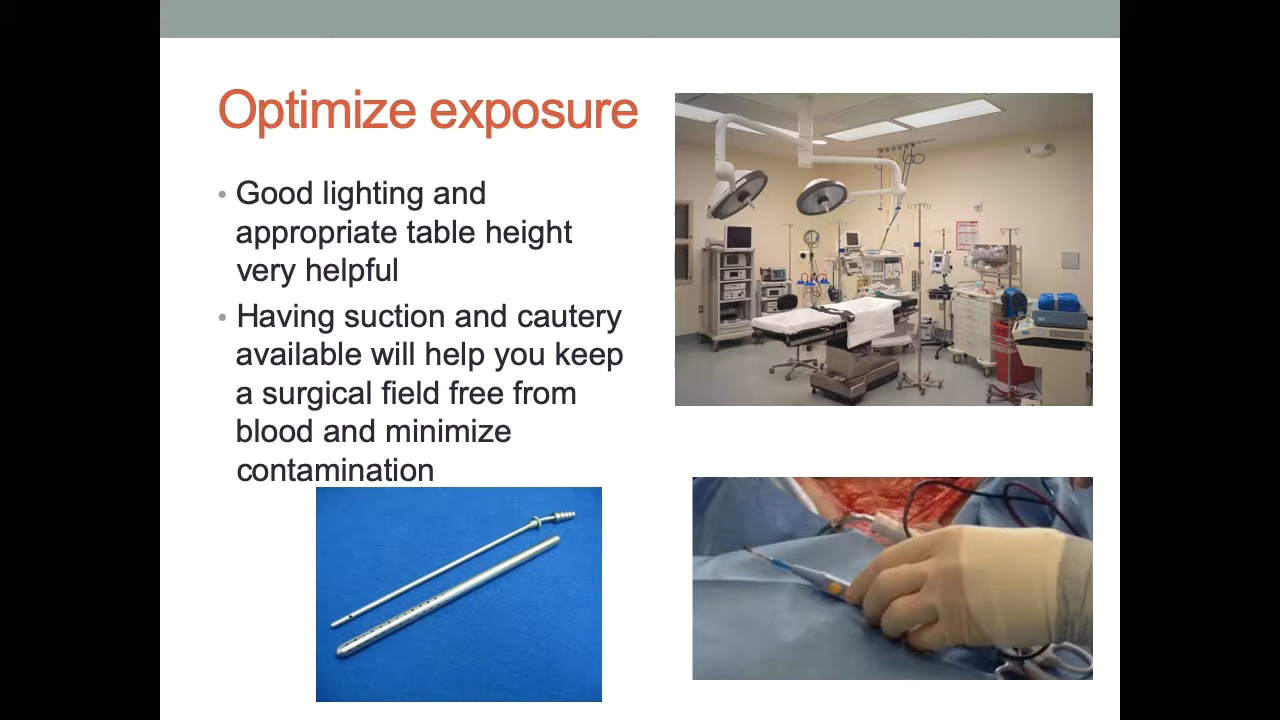 Optimize exposure
• Good lighting and
appropriate table height
very helpful
• Having suction and cautery
available will help you keep
a surgical field free from
blood and minimize
contamination